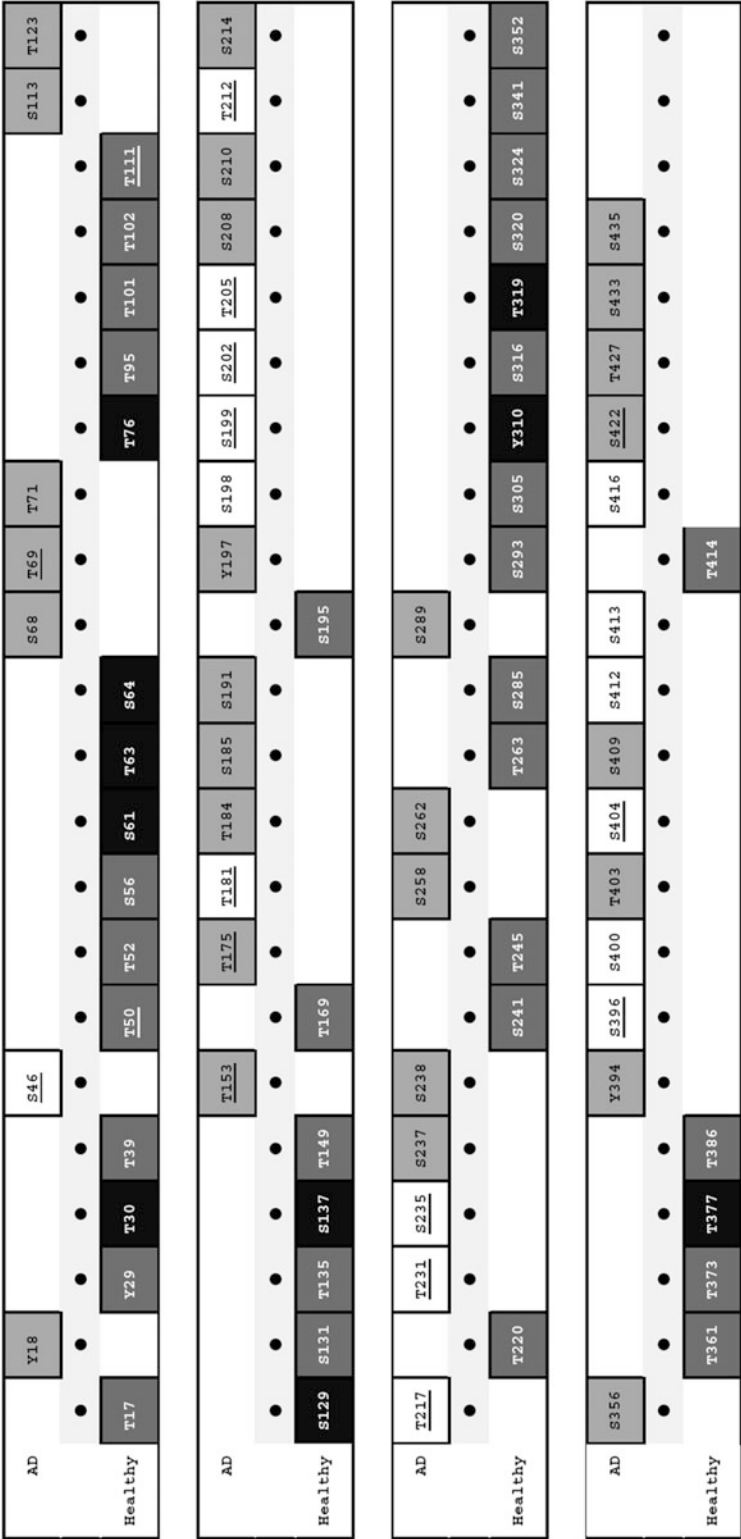 AD Y18 S46 S68 T69 T71 S113 T123
Healthy T17 Y29 T30 T39 T50 T52 S56 S61 T63 S64 T76 T95 T101 T102 T111
AD T153 T175 T181 T184 S185 S191 Y197 S198 S199 S202 T205 S208 S210 T212 S214
Healthy S129 S131 T135 S137 T149 T169 S195
AD T217 T231 S235 S237 S238 S258 S262 S289
Healthy T220 S241 T245 T263 S285 S293 S305 Y310 S316 T319 S320 S324 S341 S352
AD S356 Y394 S396 S400 T403 S404 S409 S412 S413 S416 S422 T427 S433 S435
Healthy T361 T373 T377 T386 T414